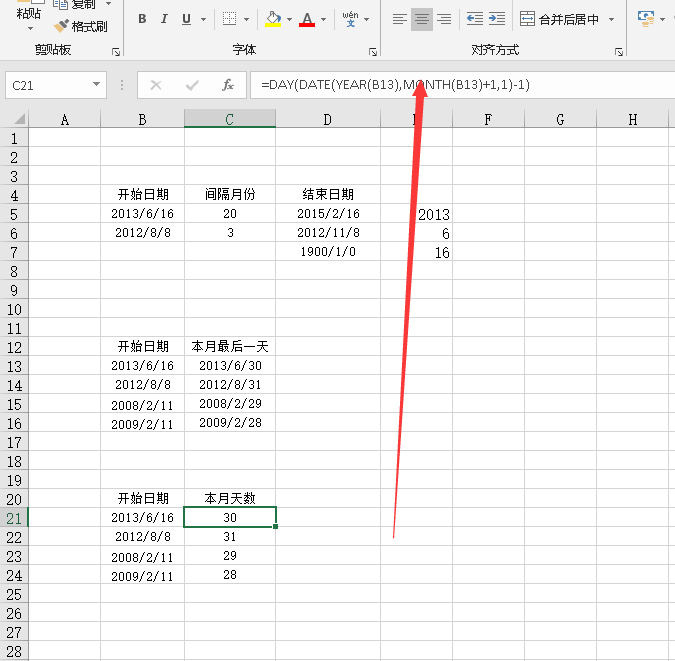 粘贴 复制
格式刷
B I U A wén 合并后居中
剪贴板 字体 对齐方式
C21 fx =DAY(DATE(YEAR(B13),MONTH(B13)+1,1)-1)
A B C D E F G H
1
2
3
4 开始日期 间隔月份 结束日期
5 2013/6/16 20 2015/2/16 2013
6 2012/8/8 3 2012/11/8 6
7 1900/1/0 16
8
9
10
11
12 开始日期 本月最后一天
13 2013/6/16 2013/6/30
14 2012/8/8 2012/8/31
15 2008/2/11 2008/2/29
16 2009/2/11 2009/2/28
17
18
19
20 开始日期 本月天数
21 2013/6/16 30
22 2012/8/8 31
23 2008/2/11 29
24 2009/2/11 28
25
26
27
28